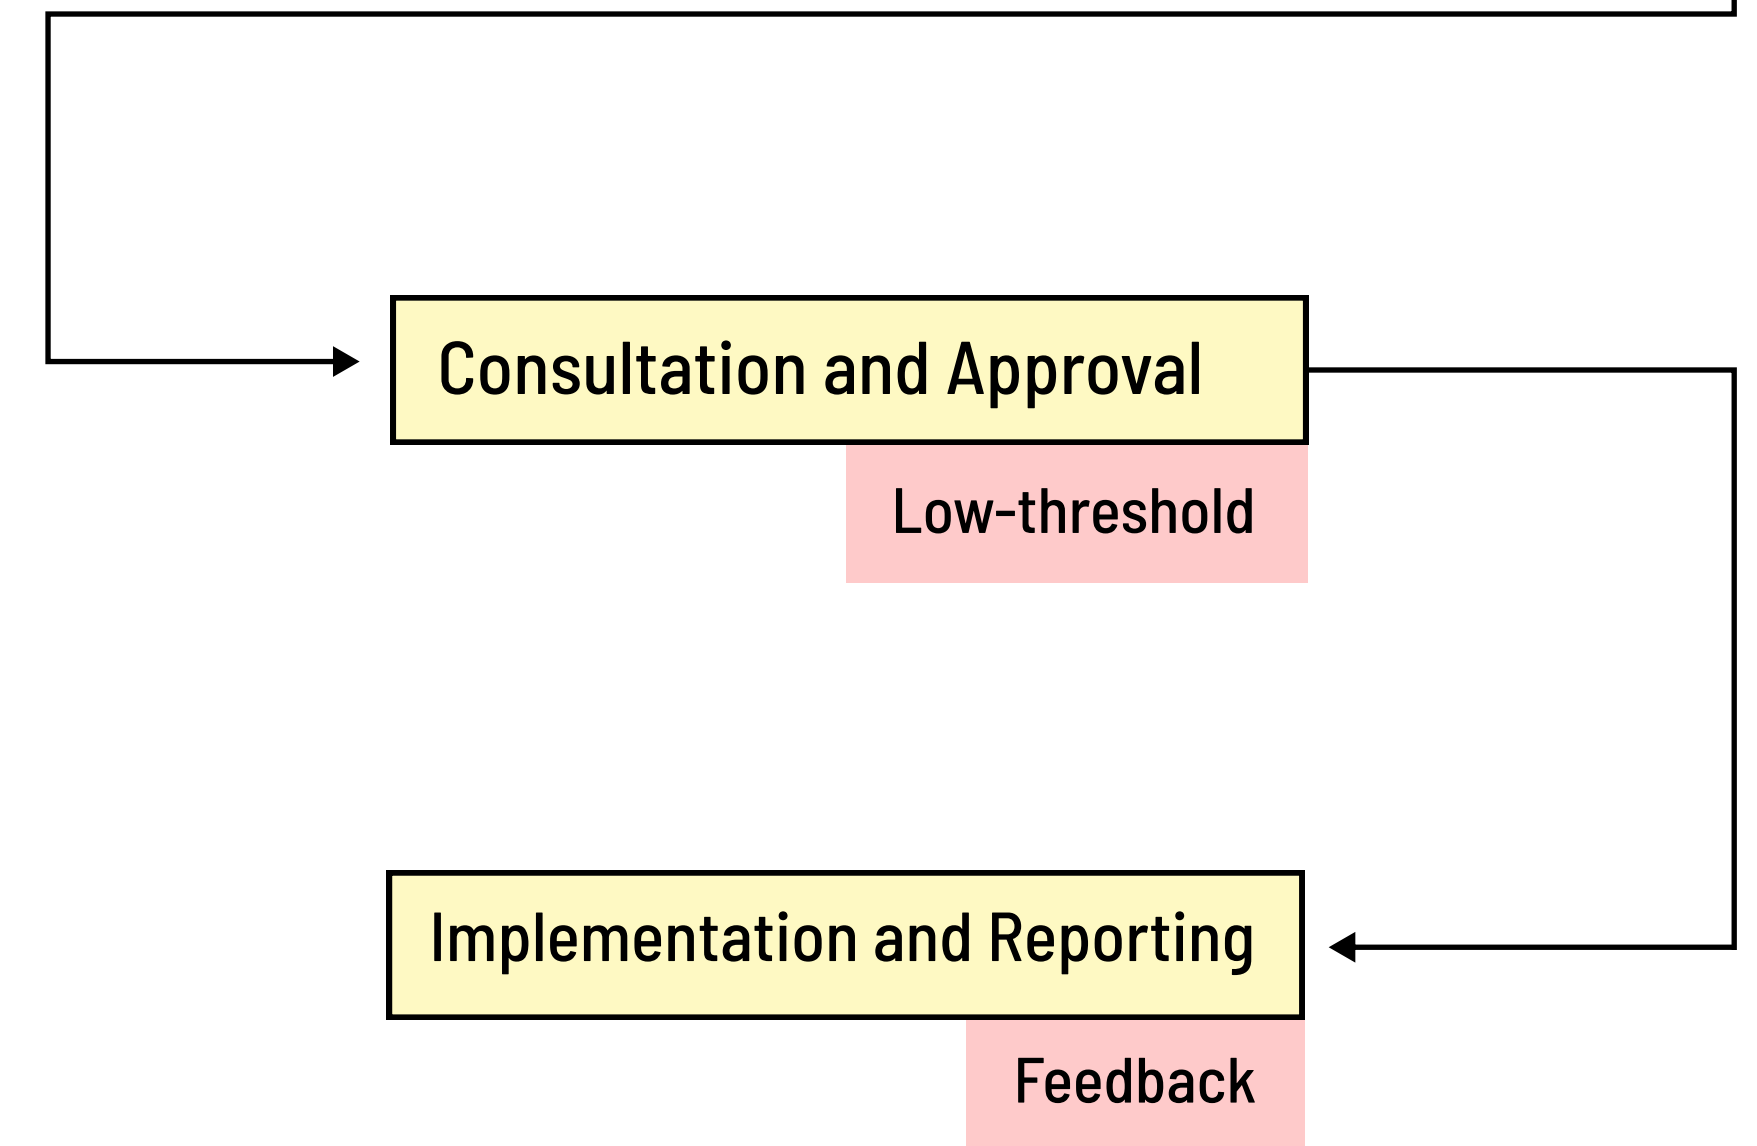 Consultation and Approval
Low-threshold
Implementation and Reporting
Feedback